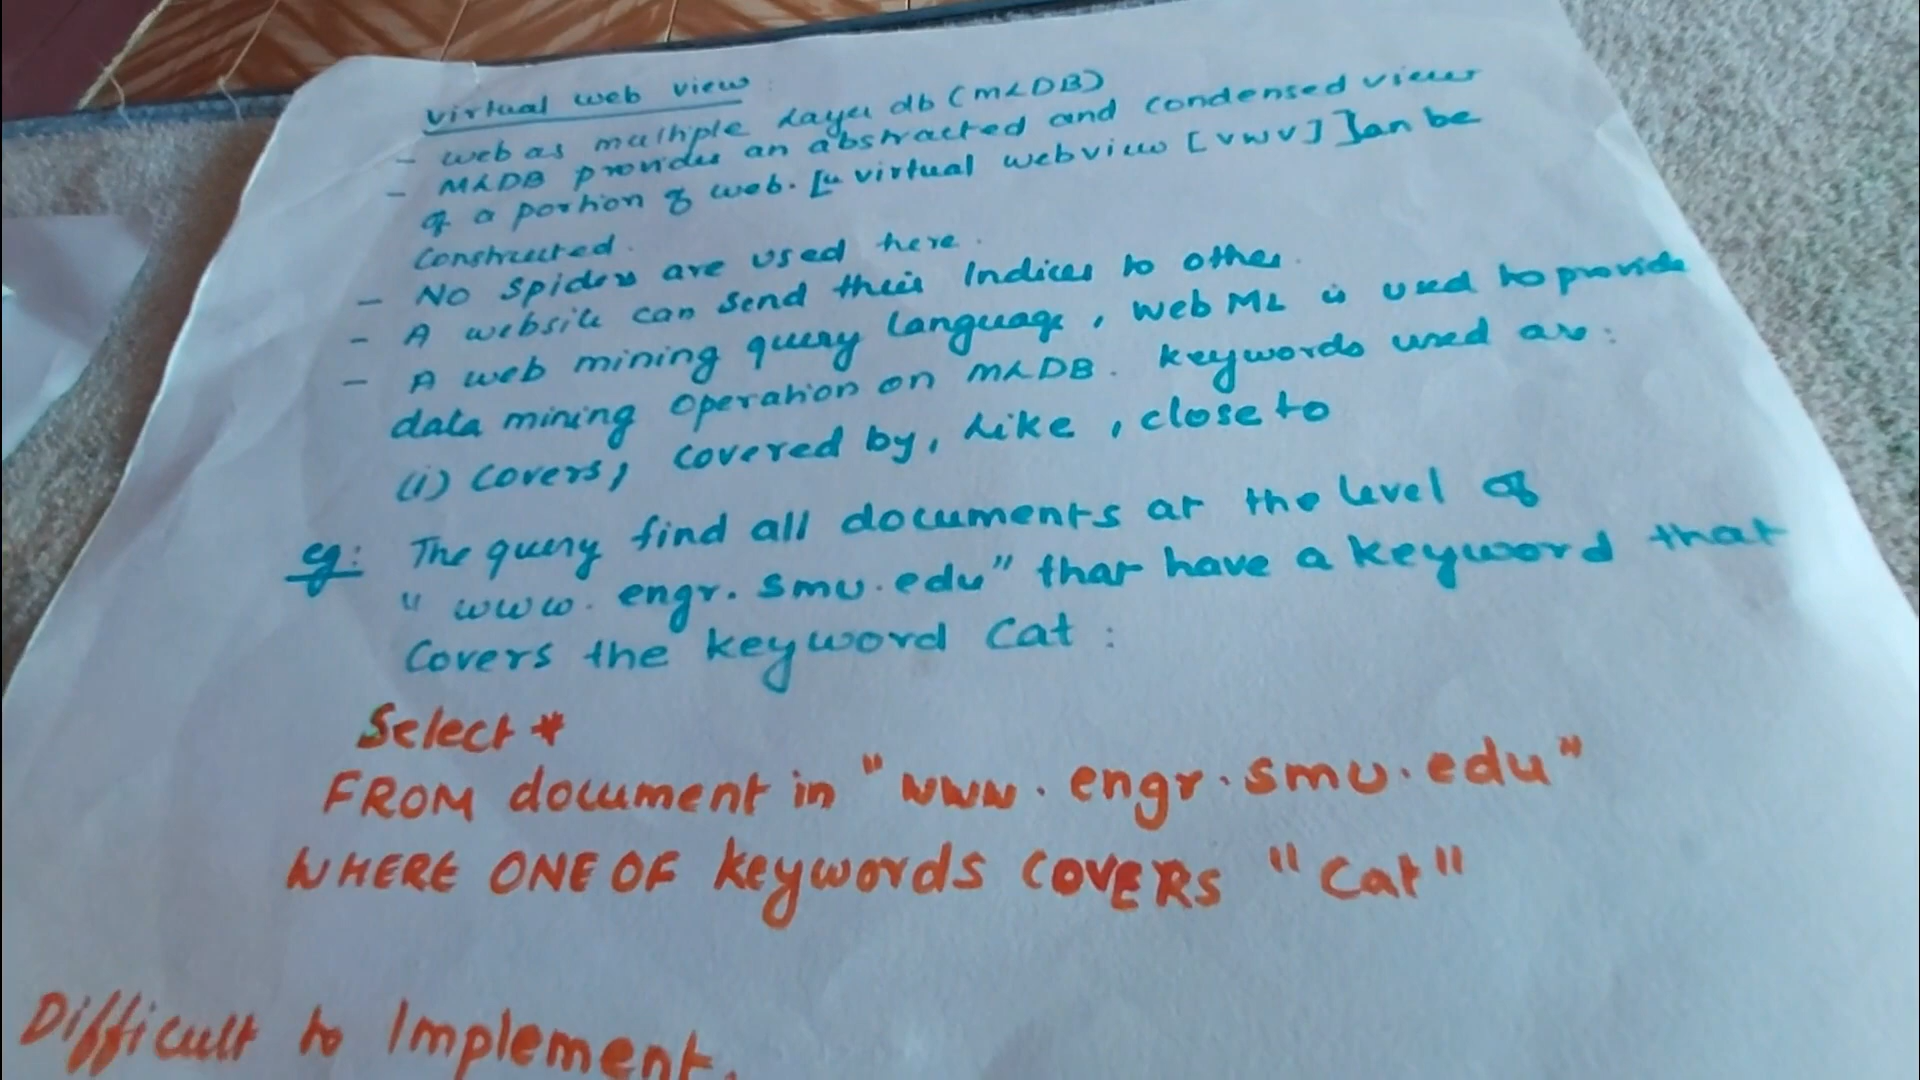 virtual web view
- web as multiple Layer db (MLDB)
- MLDB provides an abstracted and condensed view
of a portion of web. [a virtual web view [VWV]] an be
constructed.
- NO spiders are used here.
- A website can send their Indices to other.
- A web mining query language, web ML is used to provide
data mining operation on MLDB. keywords used are:
(i) covers, covered by, Like, close to
eg: The query find all documents at the level of
"www.engr.smu.edu" that have a keyword that
Covers the keyword Cat:
Select *
FROM document in "www.engr.smu.edu"
WHERE ONE OF keywords COVERS "Cat"
Difficult to Implement.